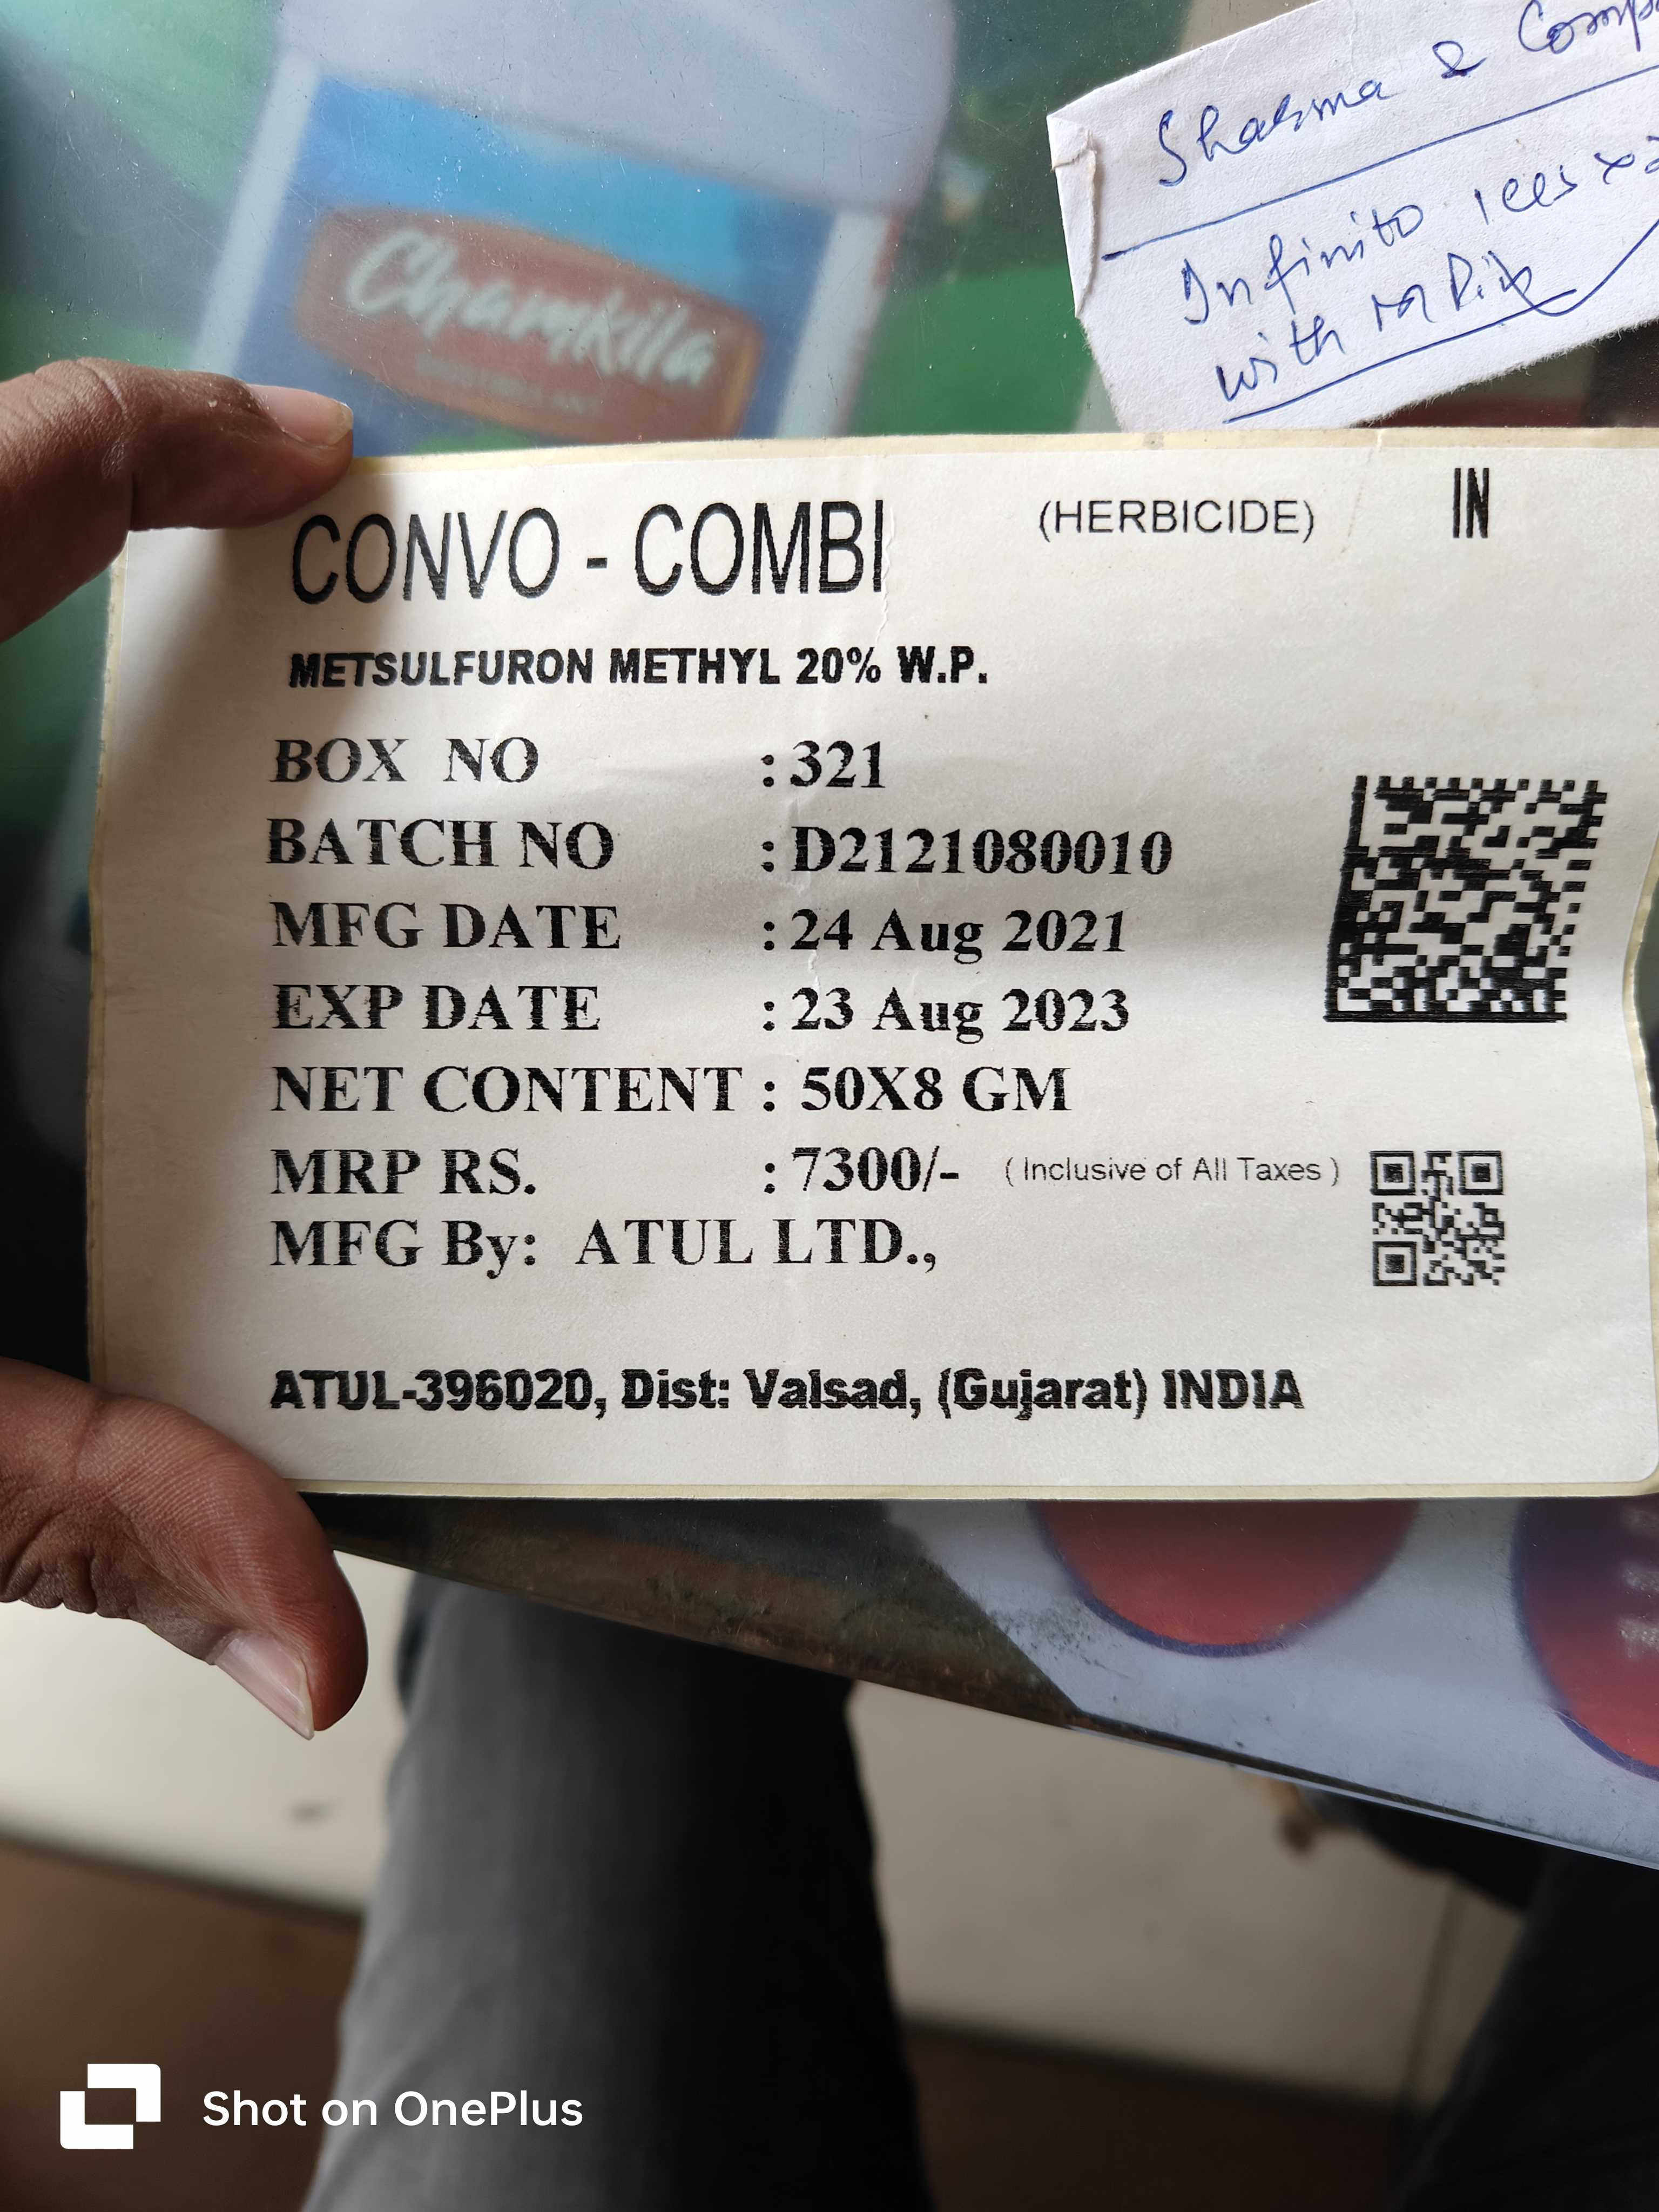 Sharma &
Infinito
with
Chamkila
CONVO - COMBI (HERBICIDE) IN
METSULFURON METHYL 20% W.P.
BOX NO : 321
BATCH NO : D2121080010
MFG DATE : 24 Aug 2021
EXP DATE : 23 Aug 2023
NET CONTENT : 50X8 GM
MRP RS. : 7300/- ( Inclusive of All Taxes )
MFG By: ATUL LTD.,
ATUL-396020, Dist: Valsad, (Gujarat) INDIA
Shot on OnePlus